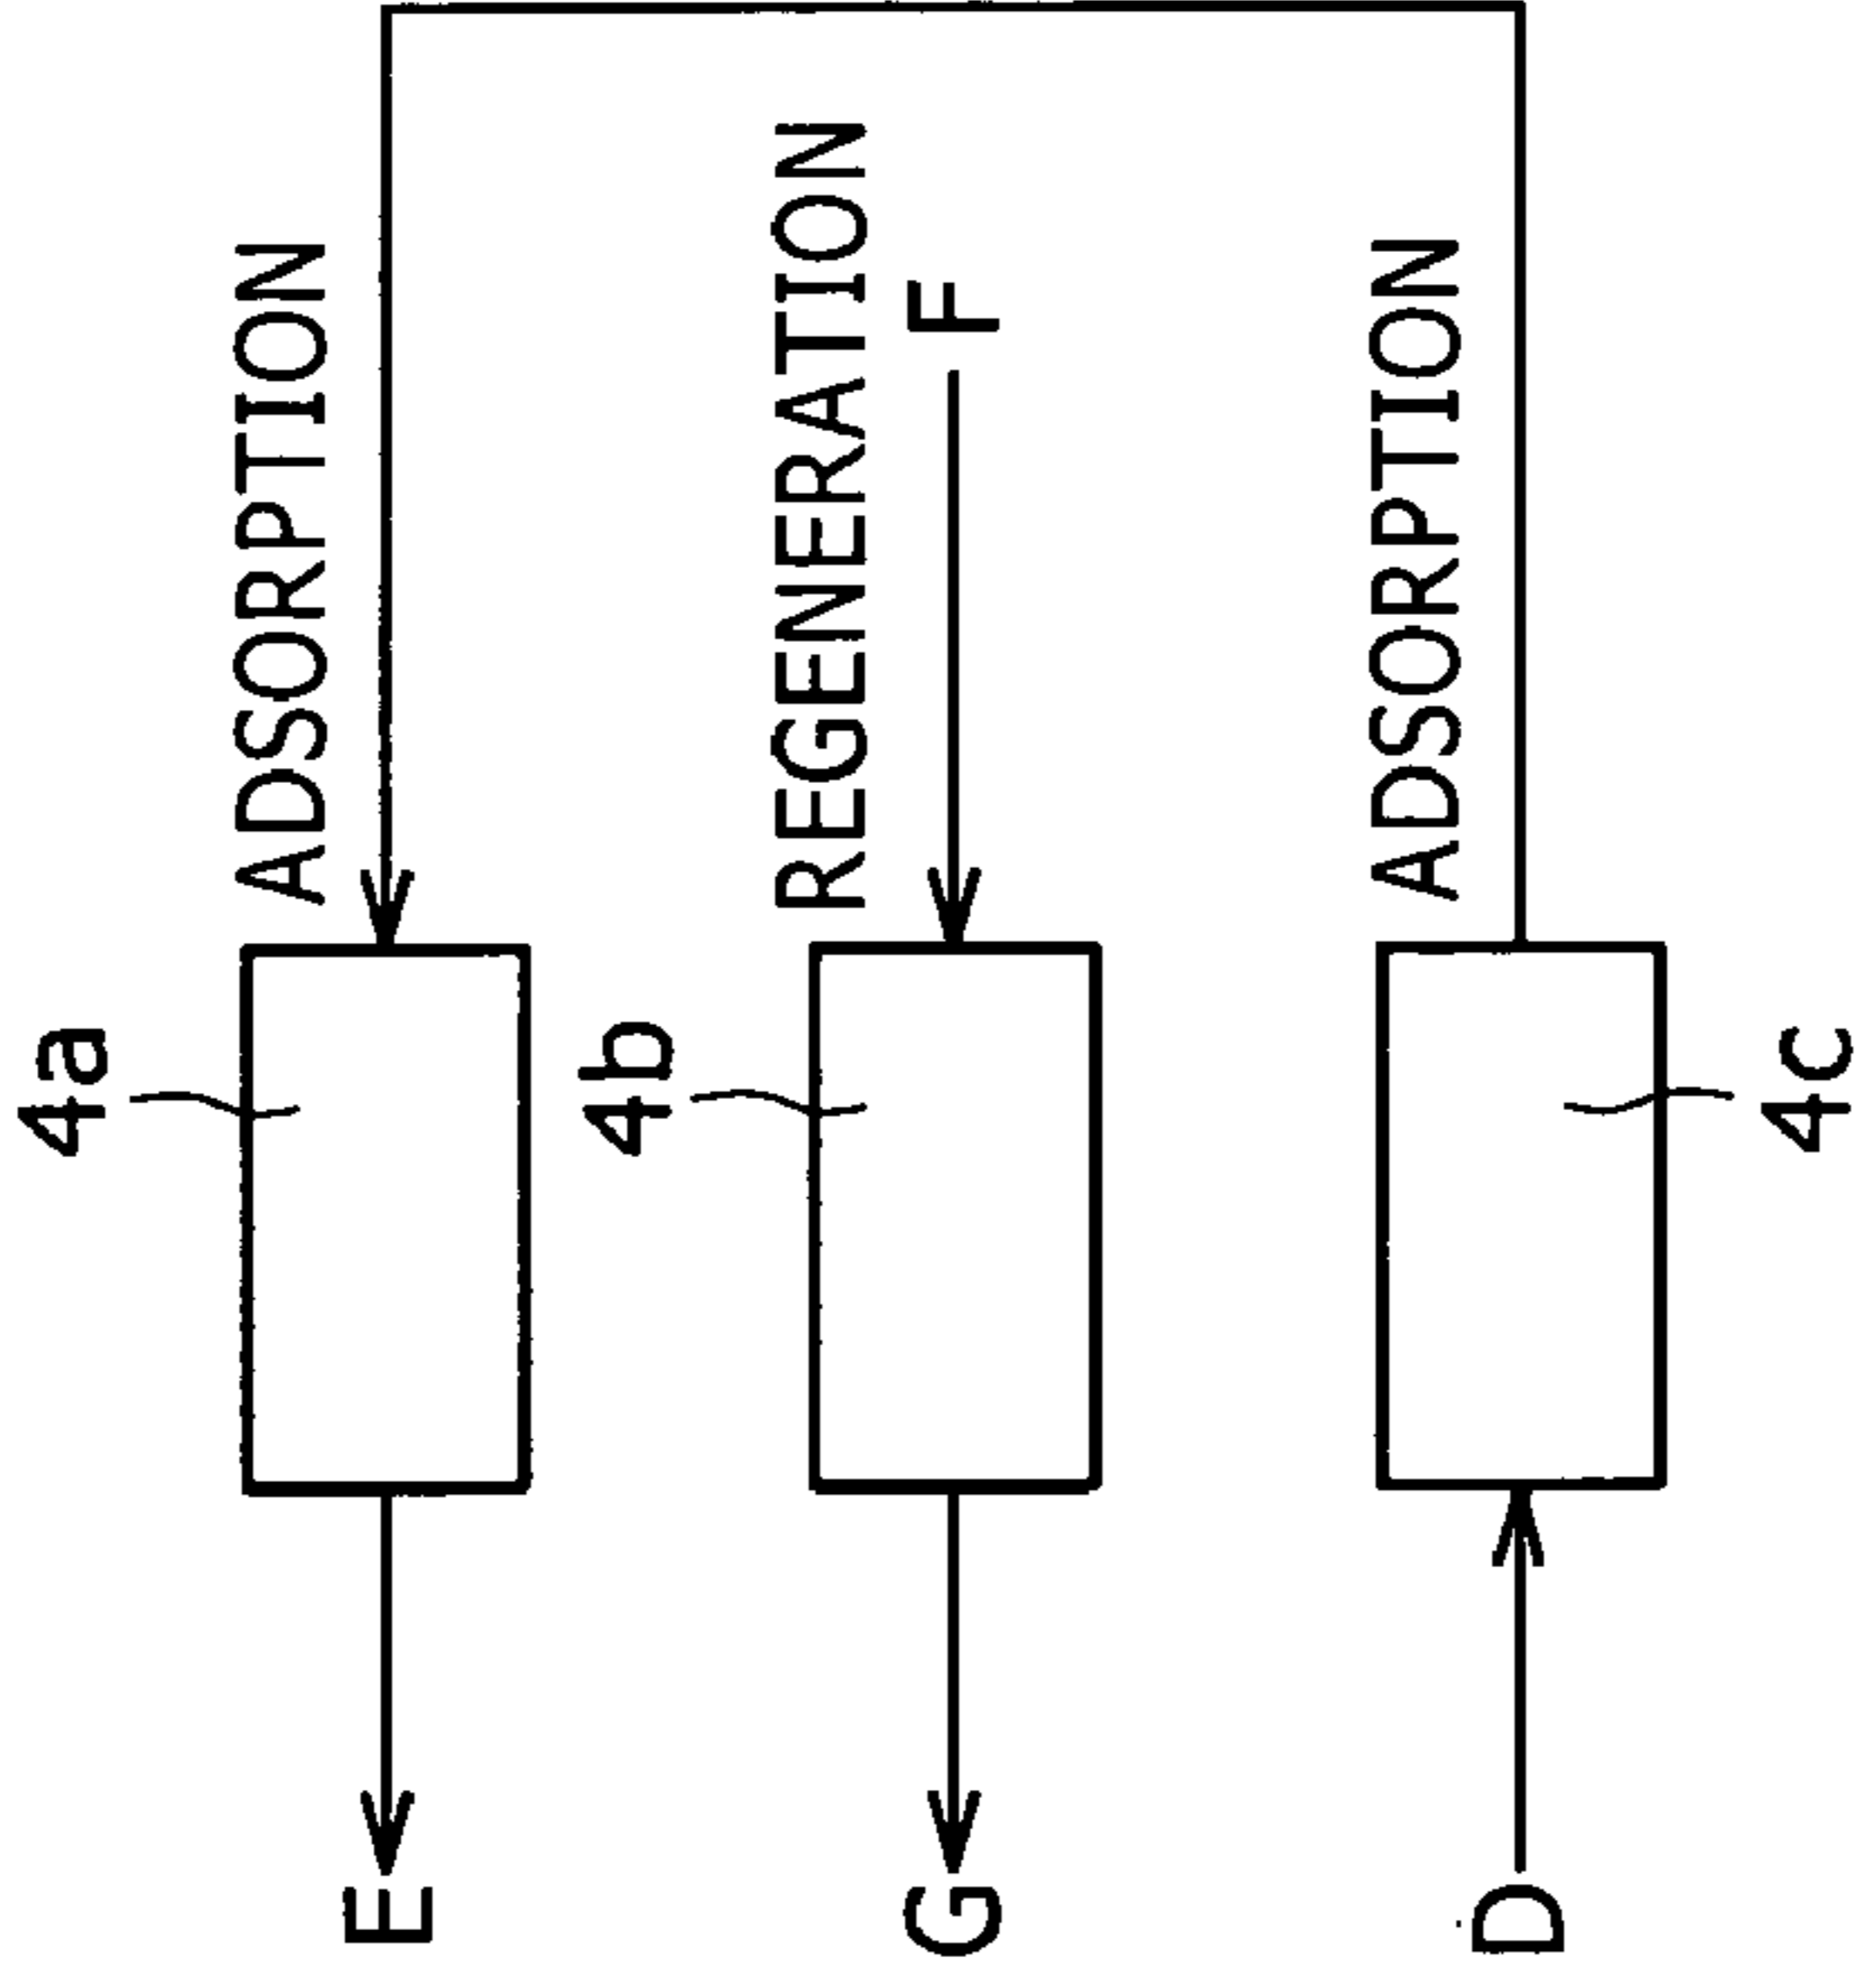 4a
ADSORPTION
E
4b
REGENERATION
G
F
ADSORPTION
D
4c